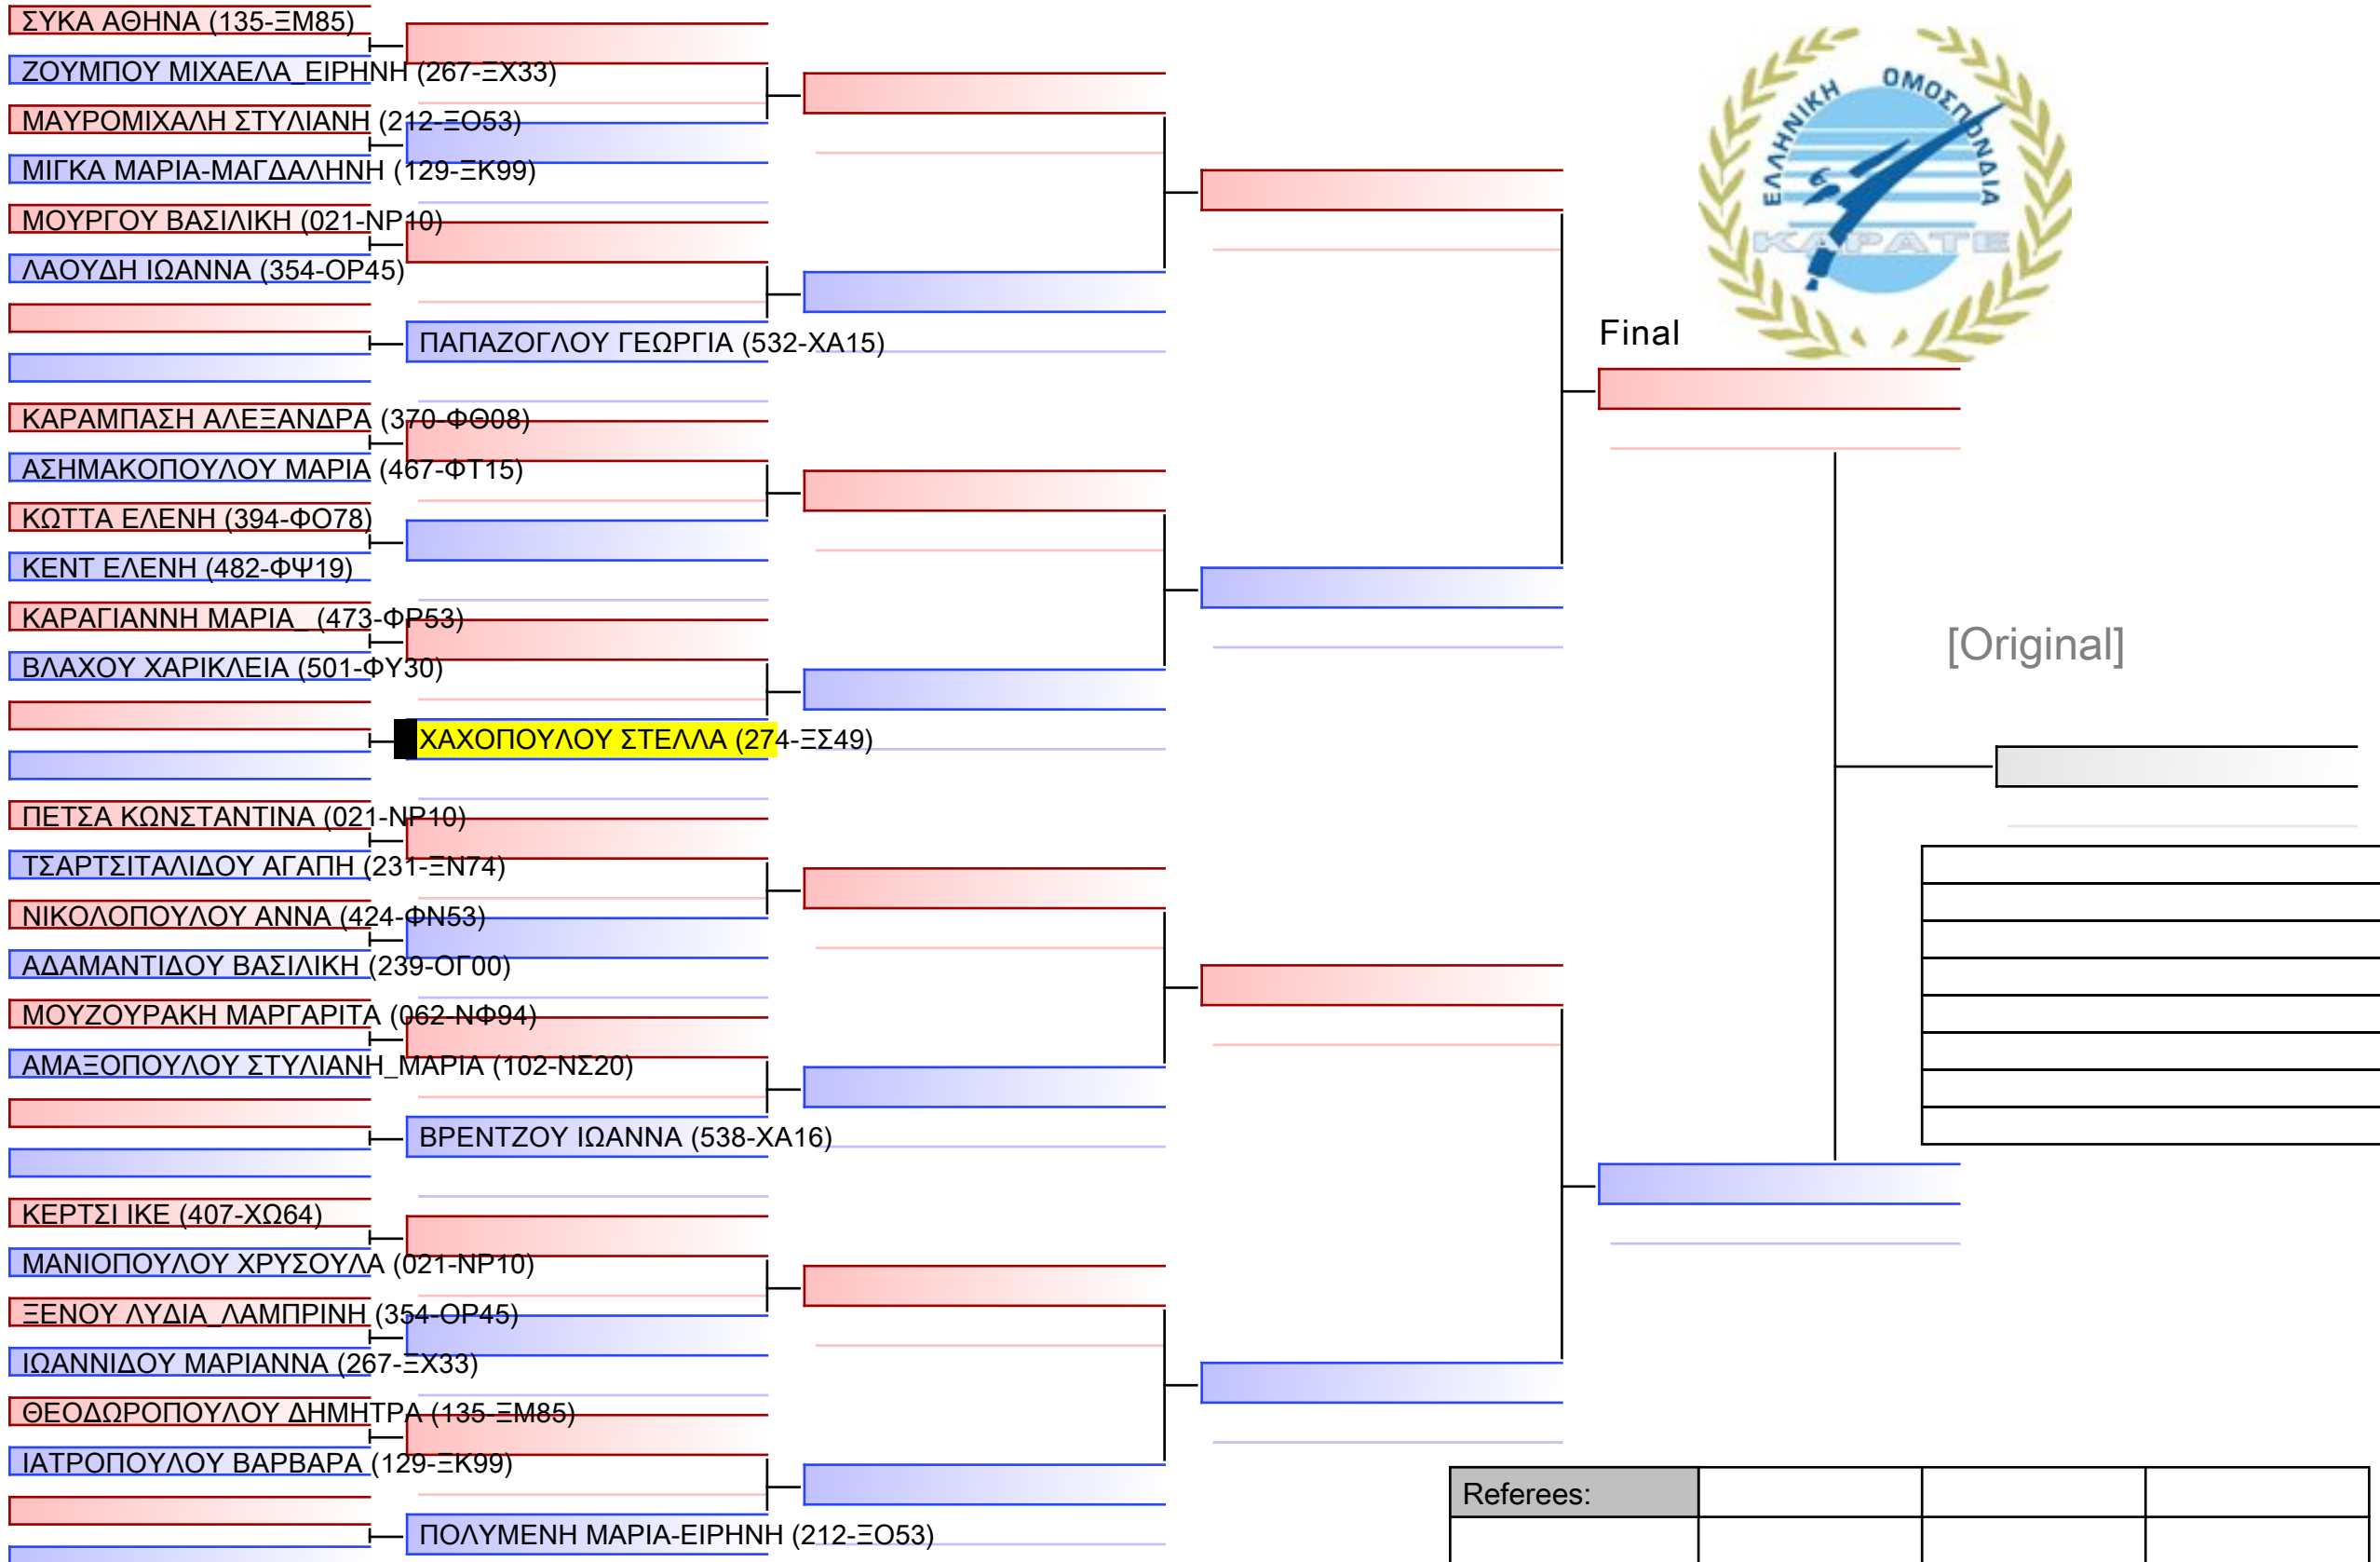 ΣΥΚΑ ΑΘΗΝΑ (135-ΞΜ85)
ΖΟΥΜΠΟΥ ΜΙΧΑΕΛΑ_ΕΙΡΗΝΗ (267-ΞΧ33)
ΜΑΥΡΟΜΙΧΑΛΗ ΣΤΥΛΙΑΝΗ (212-ΞΟ53)
ΜΙΓΚΑ ΜΑΡΙΑ-ΜΑΓΔΑΛΗΝΗ (129-ΞΚ99)
ΜΟΥΡΓΟΥ ΒΑΣΙΛΙΚΗ (021-ΝΡ10)
ΛΑΟΥΔΗ ΙΩΑΝΝΑ (354-ΟΡ45)
ΠΑΠΑΖΟΓΛΟΥ ΓΕΩΡΓΙΑ (532-ΧΑ15)
ΚΑΡΑΜΠΑΣΗ ΑΛΕΞΑΝΔΡΑ (370-ΦΘ08)
ΑΣΗΜΑΚΟΠΟΥΛΟΥ ΜΑΡΙΑ (467-ΦΤ15)
ΚΩΤΤΑ ΕΛΕΝΗ (394-ΦΟ78)
ΚΕΝΤ ΕΛΕΝΗ (482-ΦΨ19)
ΚΑΡΑΓΙΑΝΝΗ ΜΑΡΙΑ_ (473-ΦΡ53)
ΒΛΑΧΟΥ ΧΑΡΙΚΛΕΙΑ (501-ΦΥ30)
ΧΑΧΟΠΟΥΛΟΥ ΣΤΕΛΛΑ (274-ΞΣ49)
ΠΕΤΣΑ ΚΩΝΣΤΑΝΤΙΝΑ (021-ΝΡ10)
ΤΣΑΡΤΣΙΤΑΛΙΔΟΥ ΑΓΑΠΗ (231-ΞΝ74)
ΝΙΚΟΛΟΠΟΥΛΟΥ ΑΝΝΑ (424-ΦΝ53)
ΑΔΑΜΑΝΤΙΔΟΥ ΒΑΣΙΛΙΚΗ (239-ΟΓ00)
ΜΟΥΖΟΥΡΑΚΗ ΜΑΡΓΑΡΙΤΑ (062-ΝΦ94)
ΑΜΑΞΟΠΟΥΛΟΥ ΣΤΥΛΙΑΝΗ_ΜΑΡΙΑ (102-ΝΣ20)
ΒΡΕΝΤΖΟΥ ΙΩΑΝΝΑ (538-ΧΑ16)
ΚΕΡΤΣΙ ΙΚΕ (407-ΧΩ64)
ΜΑΝΙΟΠΟΥΛΟΥ ΧΡΥΣΟΥΛΑ (021-ΝΡ10)
ΞΕΝΟΥ ΛΥΔΙΑ_ΛΑΜΠΡΙΝΗ (354-ΟΡ45)
ΙΩΑΝΝΙΔΟΥ ΜΑΡΙΑΝΝΑ (267-ΞΧ33)
ΘΕΟΔΩΡΟΠΟΥΛΟΥ ΔΗΜΗΤΡΑ (135-ΞΜ85)
ΙΑΤΡΟΠΟΥΛΟΥ ΒΑΡΒΑΡΑ (129-ΞΚ99)
ΠΟΛΥΜΕΝΗ ΜΑΡΙΑ-ΕΙΡΗΝΗ (212-ΞΟ53)
ΕΛΛΗΝΙΚΗ ΟΜΟΣΠΟΝΔΙΑ
ΚΑΡΑΤΕ
Final
[Original]
Referees: